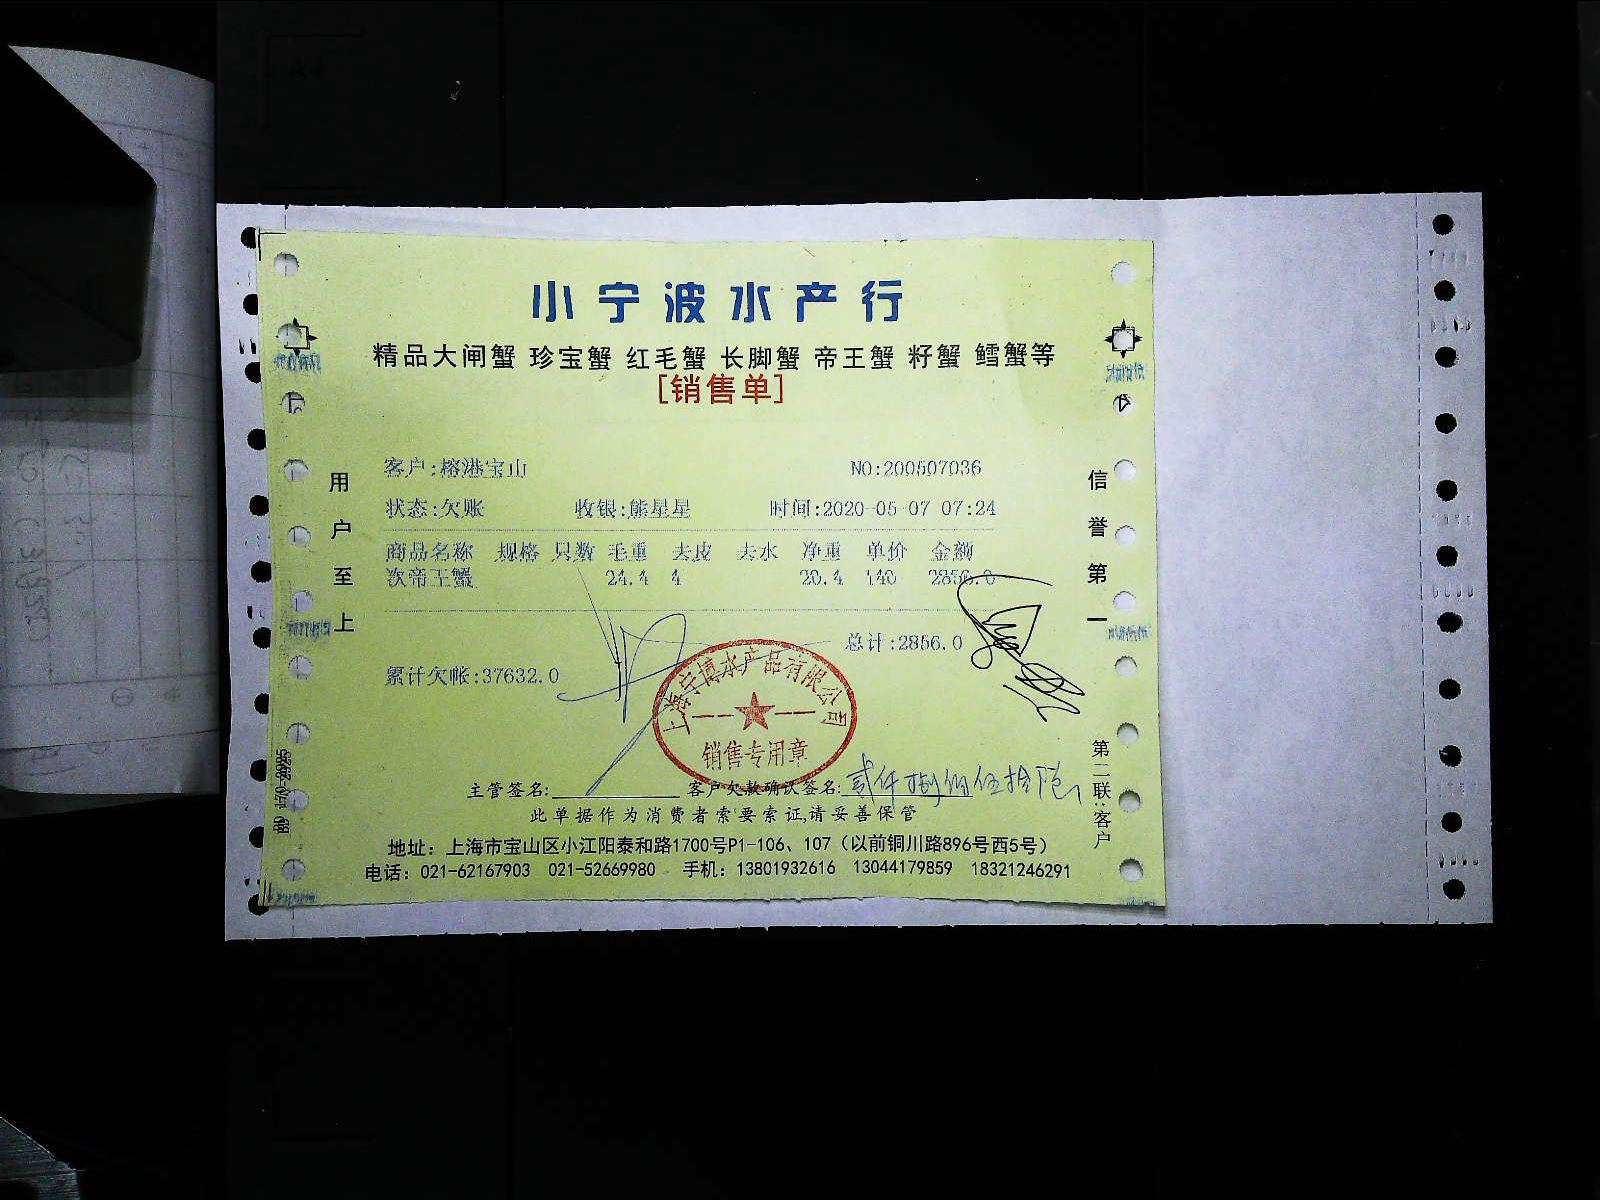 小宁波水产行
精品大闸蟹 珍宝蟹 红毛蟹 长脚蟹 帝王蟹 籽蟹 鳕蟹等
[销售单]
客户:榕港宝山 NO:200507036
状态:欠账 收银:熊星星 时间:2020-05-07 07:24
商品名称 规格 只数 毛重 去皮 去水 净重 单价 金额
次帝王蟹 24.4 4 20.4 140 2856.0
总计:2856.0
累计欠帐:37632.0
上海宁博水产品有限公司
销售专用章
主管签名: 客户欠款确认签名: 贰仟捌佰伍拾陆
此单据作为消费者索要索证,请妥善保管
地址：上海市宝山区小江阳泰和路1700号P1-106、107（以前铜川路896号西5号）
电话：021-62167903 021-52669980 手机：13801932616 13044179859 18321246291
用户至上
信誉第一
第二联:客户